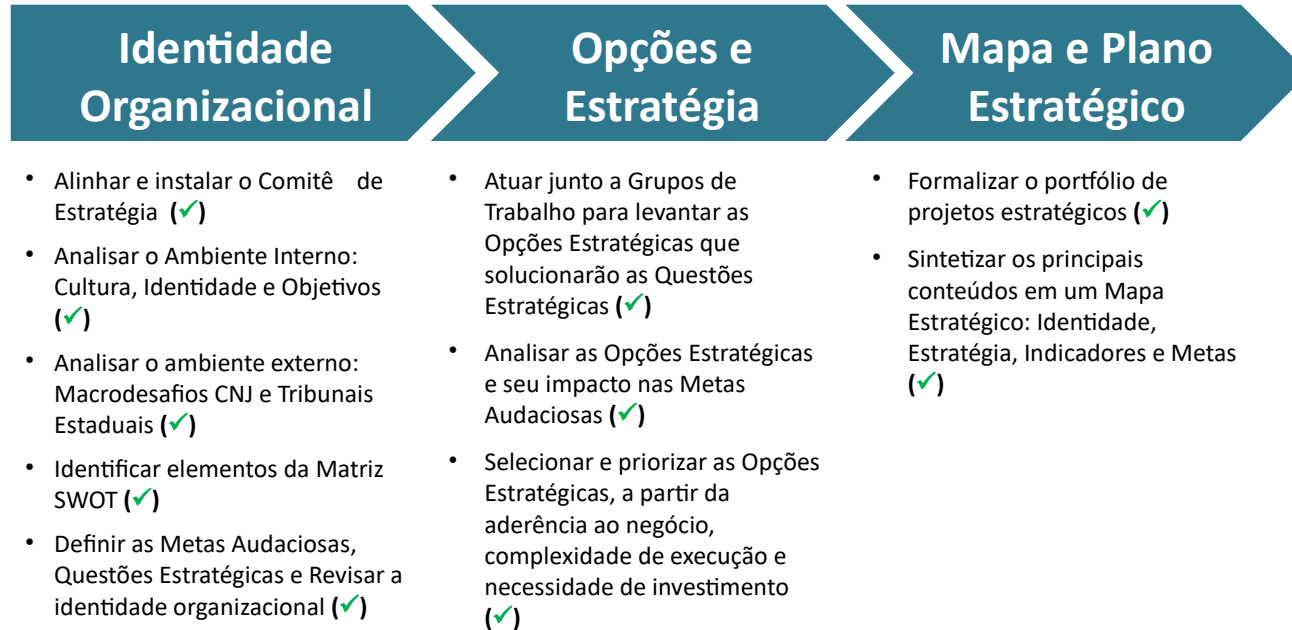 Identidade
Organizacional
Opções e
Estratégia
Mapa e Plano
Estratégico
• Alinhar e instalar o Comitê de
Estratégia (✓)
• Analisar o Ambiente Interno:
Cultura, Identidade e Objetivos
(✓)
• Analisar o ambiente externo:
Macrodesafios CNJ e Tribunais
Estaduais (✓)
• Identificar elementos da Matriz
SWOT (✓)
• Definir as Metas Audaciosas,
Questões Estratégicas e Revisar a
identidade organizacional (✓)
• Atuar junto a Grupos de
Trabalho para levantar as
Opções Estratégicas que
solucionarão as Questões
Estratégicas (✓)
• Analisar as Opções Estratégicas
e seu impacto nas Metas
Audaciosas (✓)
• Selecionar e priorizar as Opções
Estratégicas, a partir da
aderência ao negócio,
complexidade de execução e
necessidade de investimento
(✓)
• Formalizar o portfólio de
projetos estratégicos (✓)
• Sintetizar os principais
conteúdos em um Mapa
Estratégico: Identidade,
Estratégia, Indicadores e Metas
(✓)